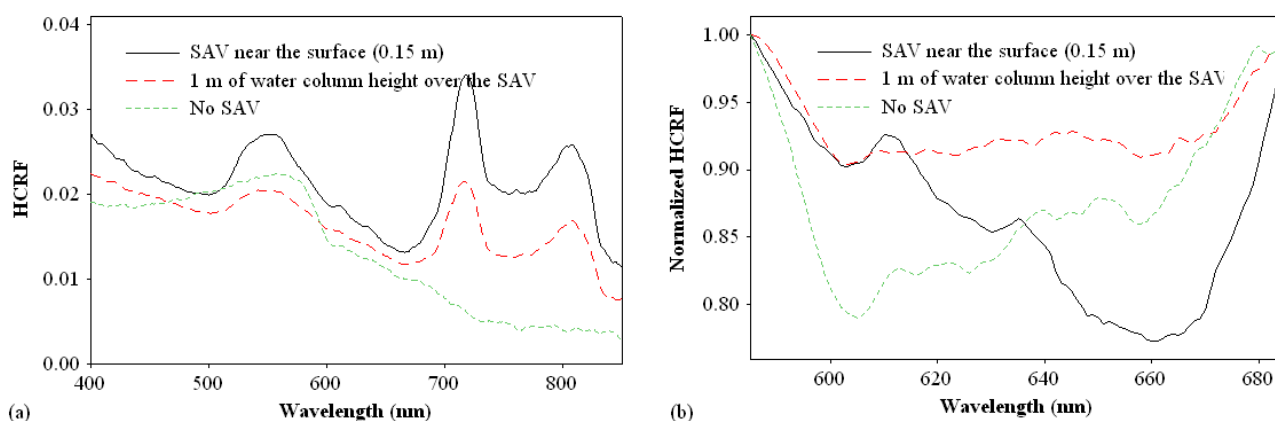 0.04
0.03
0.02
0.01
0.00
HCRF
SAV near the surface (0.15 m)
1 m of water column height over the SAV
No SAV
400 500 600 700 800
Wavelength (nm)
(a)
1.00
0.95
0.90
0.85
0.80
Normalized HCRF
SAV near the surface (0.15 m)
1 m of water column height over the SAV
No SAV
600 620 640 660 680
Wavelength (nm)
(b)